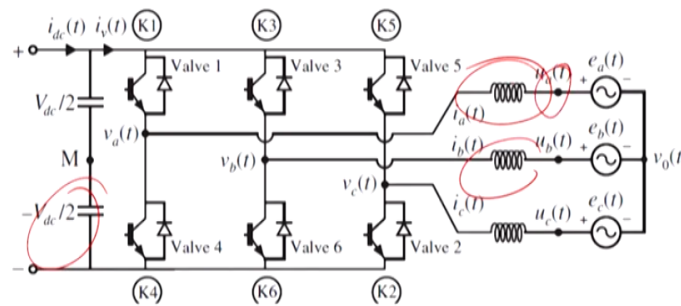 K1 K3 K5
i_dc(t) i_v(t)
+
Valve 1 Valve 3 Valve 5
V_dc/2
v_a(t)
M
v_b(t)
v_c(t)
-V_dc/2
Valve 4 Valve 6 Valve 2
−
K4 K6 K2
i_a(t) u_a(t) + e_a(t) −
i_b(t) u_b(t) + e_b(t) −
v_0(t
i_c(t) u_c(t) + e_c(t) −